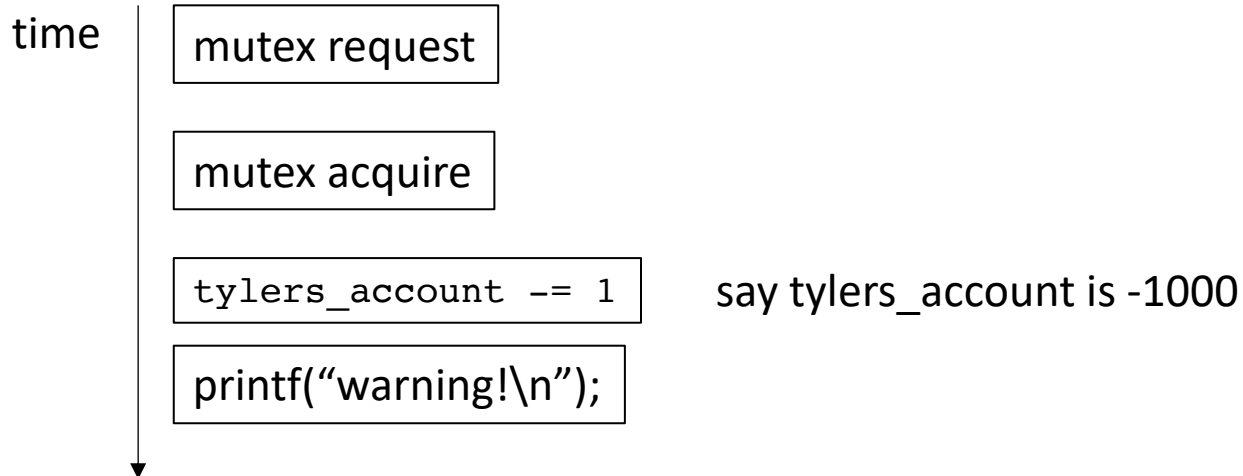 time
mutex request
mutex acquire
tylers_account -= 1
say tylers_account is -1000
printf(“warning!\n”);